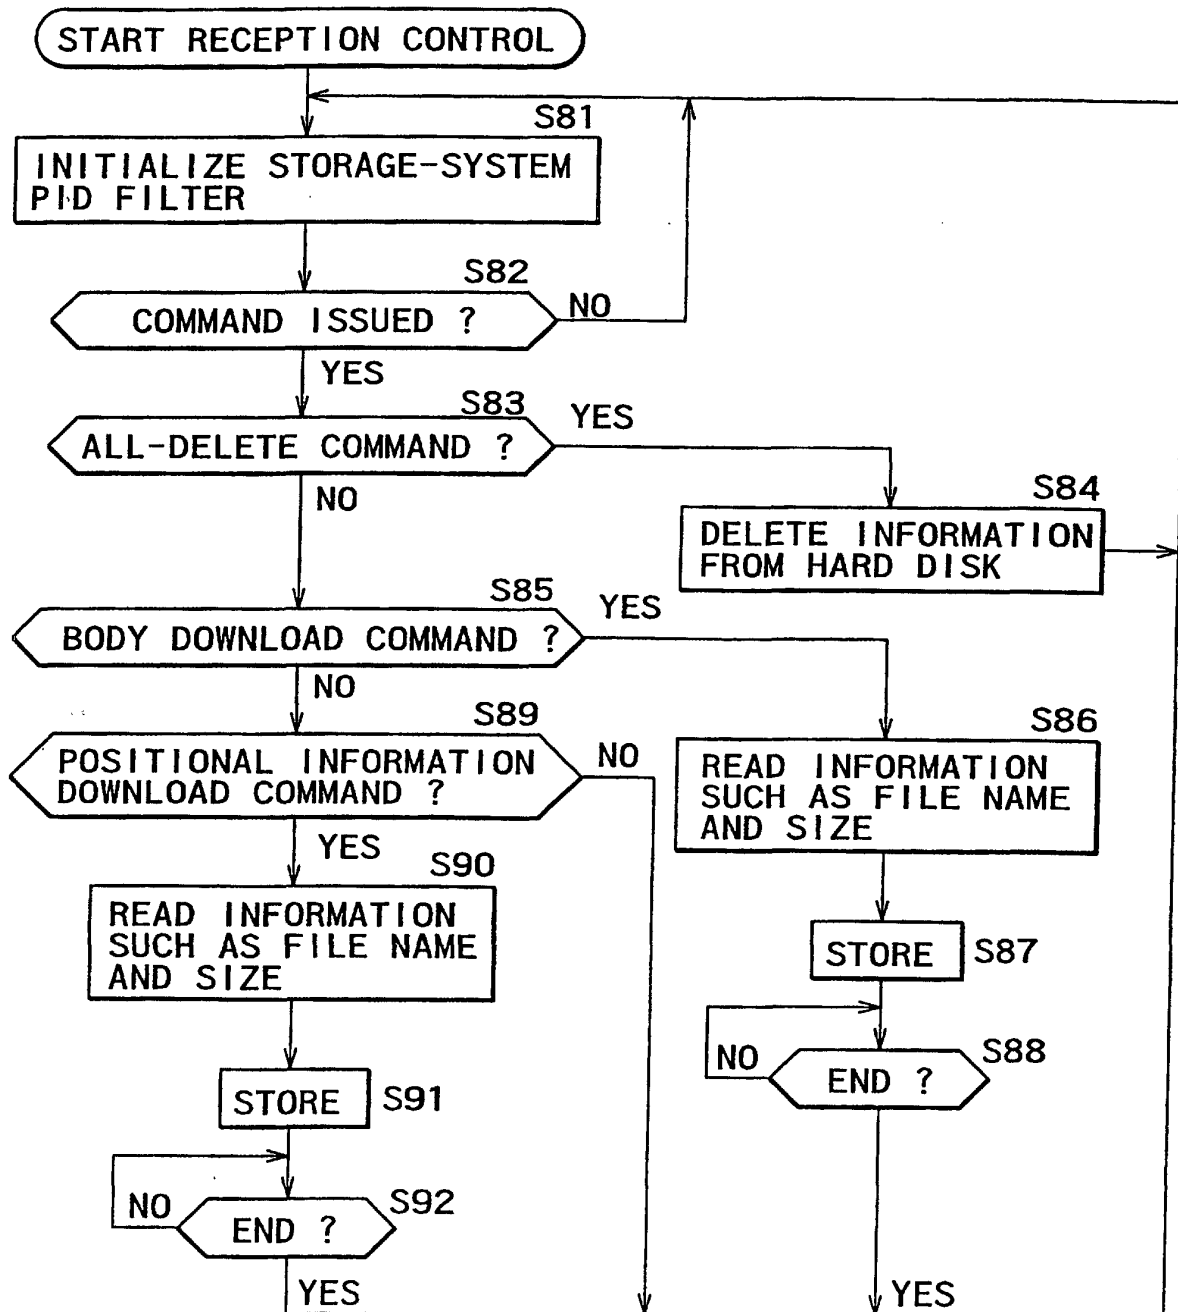 START RECEPTION CONTROL
S81
INITIALIZE STORAGE-SYSTEM
PID FILTER
S82
COMMAND ISSUED ?
NO
YES
S83
ALL-DELETE COMMAND ?
YES
NO
S84
DELETE INFORMATION
FROM HARD DISK
S85
BODY DOWNLOAD COMMAND ?
YES
NO
S86
READ INFORMATION
SUCH AS FILE NAME
AND SIZE
STORE
S87
S88
END ?
NO
YES
S89
POSITIONAL INFORMATION
DOWNLOAD COMMAND ?
NO
YES
S90
READ INFORMATION
SUCH AS FILE NAME
AND SIZE
STORE
S91
S92
END ?
NO
YES